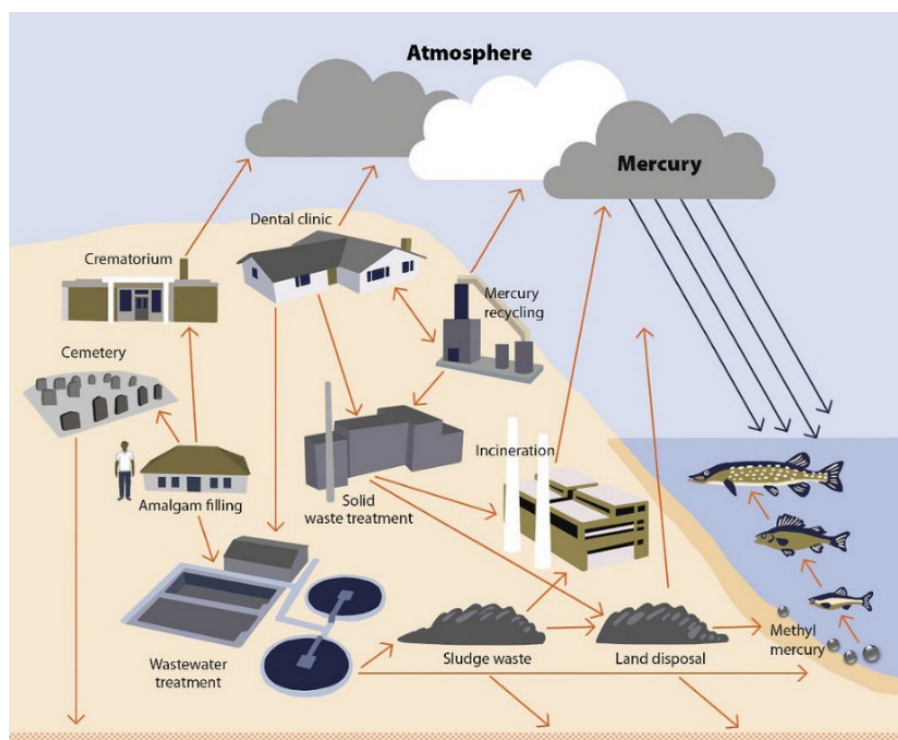 Atmosphere
Mercury
Dental clinic
Crematorium
Mercury
recycling
Cemetery
Incineration
Amalgam filling
Solid
waste treatment
Methyl
mercury
Wastewater
treatment
Sludge waste
Land disposal